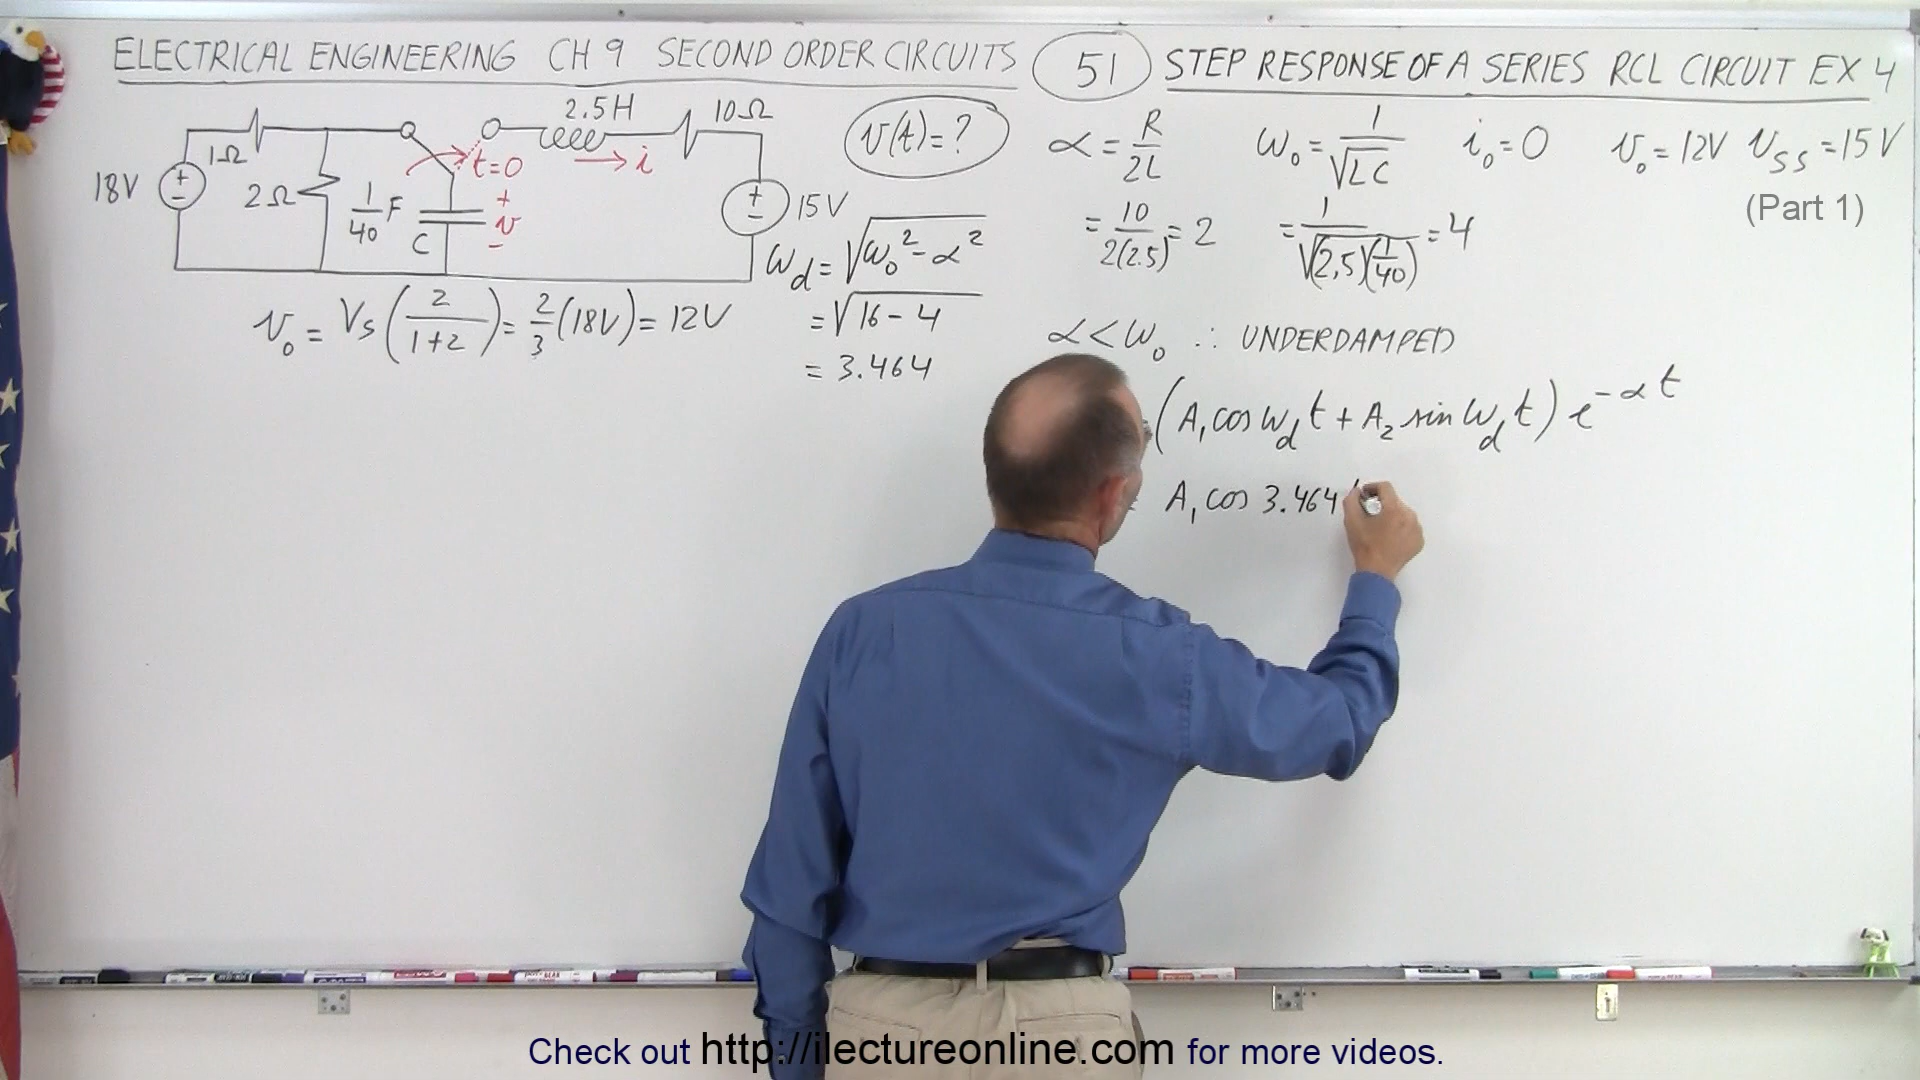 ELECTRICAL ENGINEERING CH 9 SECOND ORDER CIRCUITS 51 STEP RESPONSE OF A SERIES RCL CIRCUIT EX 4
2.5H 10Ω
1Ω
t=0 i
18V 2Ω 1/40 F C + v - 15V
+ -
+ -
v(t)=?
v₀ = Vs(2/(1+2)) = 2/3(18V) = 12V
ω_d = √(ω₀² - α²)
= √(16 - 4)
= 3.464
α = R/2L ω₀ = 1/√(LC) i₀=0 v₀=12V v_SS=15V
(Part 1)
= 10/2(2.5) = 2 = 1/√((2,5)(1/40)) = 4
α < ω₀ ∴ UNDERDAMPED
(A₁ cos ω_d t + A₂ sin ω_d t) e^(-αt)
A₁ cos 3.464
Check out http://ilectureonline.com for more videos.